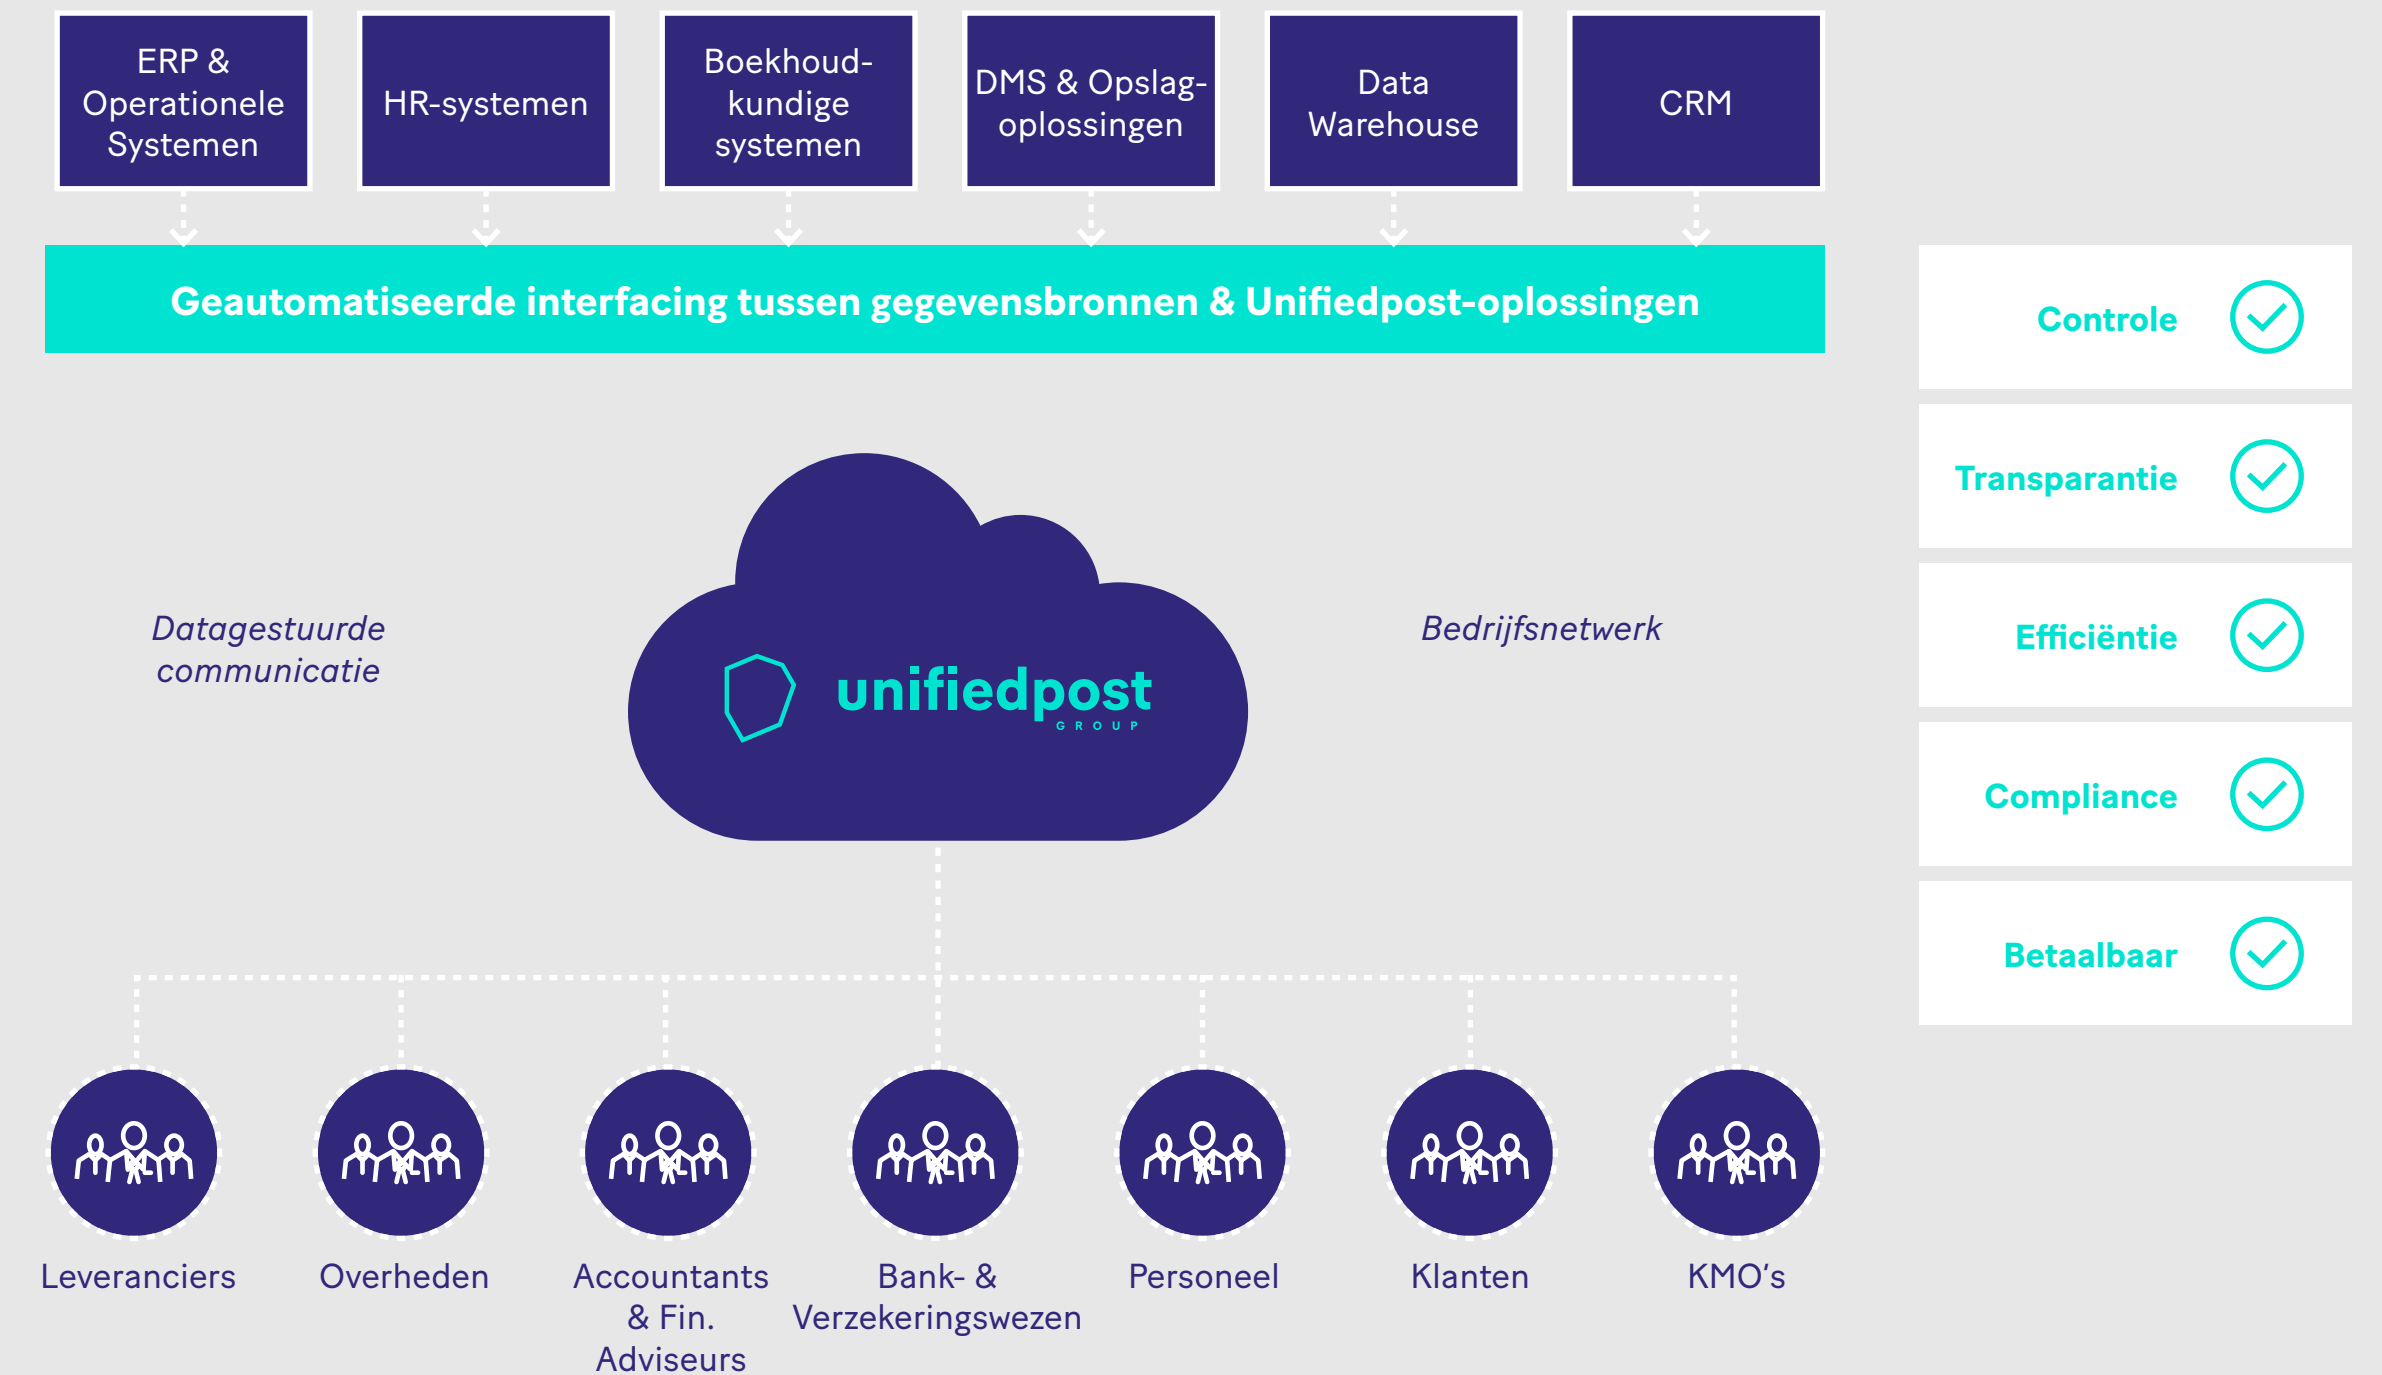 ERP &
Operationele
Systemen
HR-systemen
Boekhoud-
kundige
systemen
DMS & Opslag-
oplossingen
Data
Warehouse
CRM
Geautomatiseerde interfacing tussen gegevensbronnen & Unifiedpost-oplossingen
Controle
Transparantie
Efficiëntie
Compliance
Betaalbaar
Datagestuurde
communicatie
unifiedpost
GROUP
Bedrijfsnetwerk
Leveranciers
Overheden
Accountants
& Fin.
Adviseurs
Bank- &
Verzekeringswezen
Personeel
Klanten
KMO's